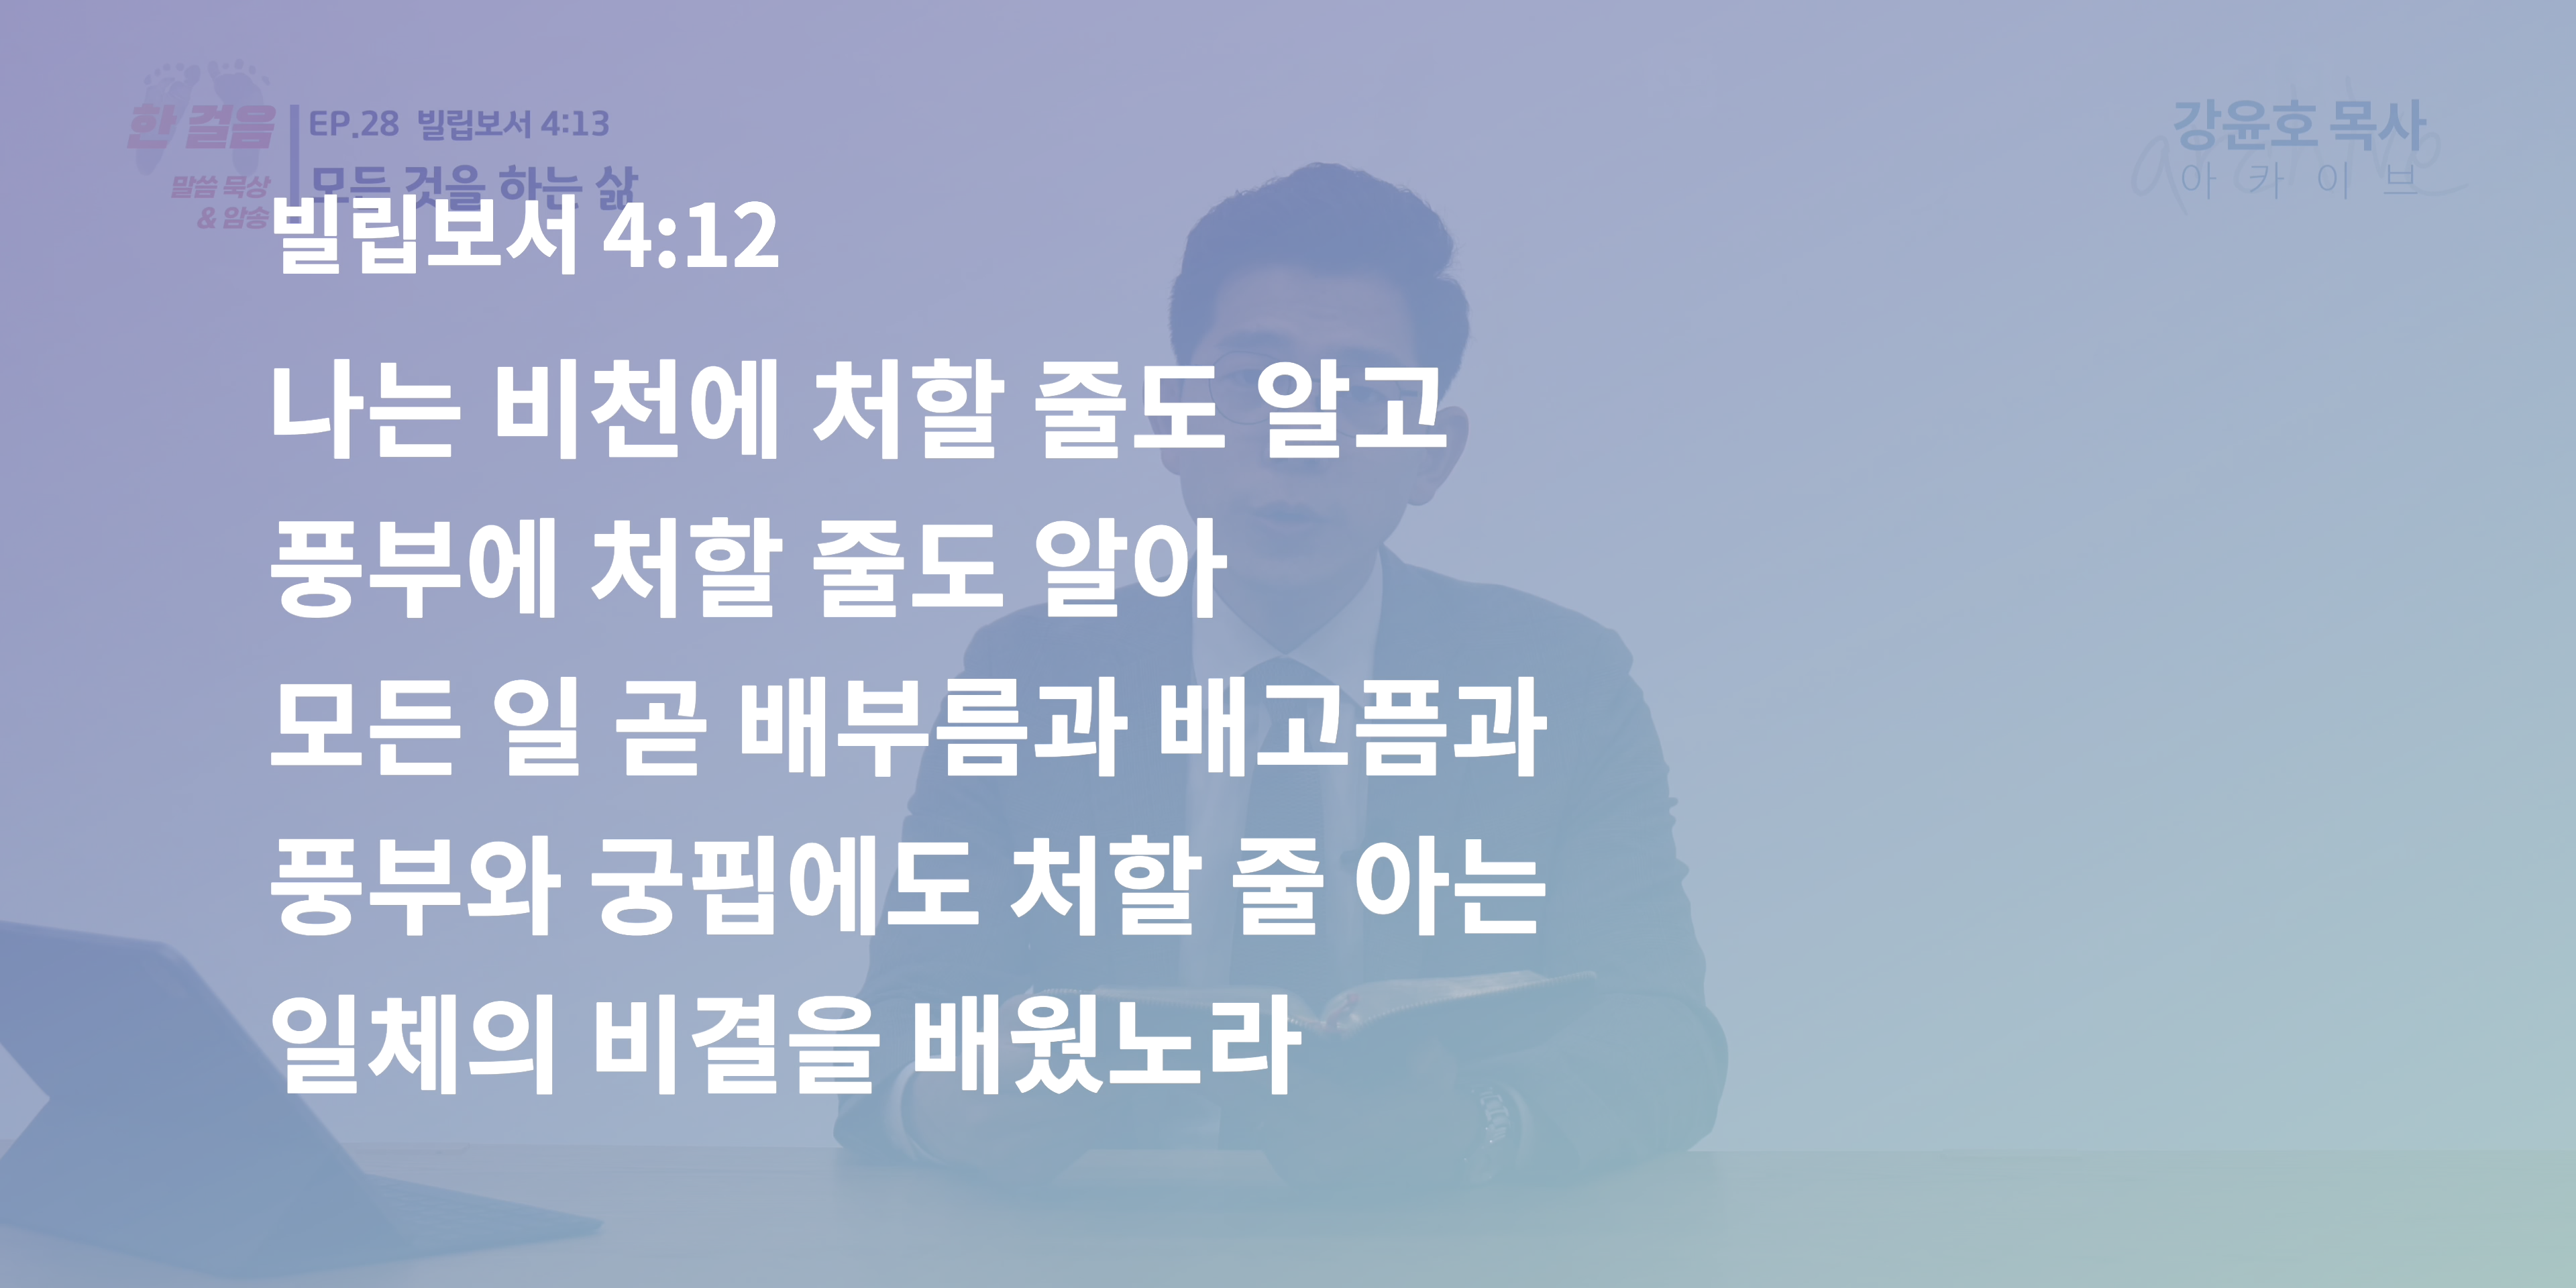 한 걸음
말씀 묵상
& 암송
EP.28 빌립보서 4:13
모든 것을 하는 삶
강윤호 목사
아카이브
archive
빌립보서 4:12
나는 비천에 처할 줄도 알고
풍부에 처할 줄도 알아
모든 일 곧 배부름과 배고픔과
풍부와 궁핍에도 처할 줄 아는
일체의 비결을 배웠노라